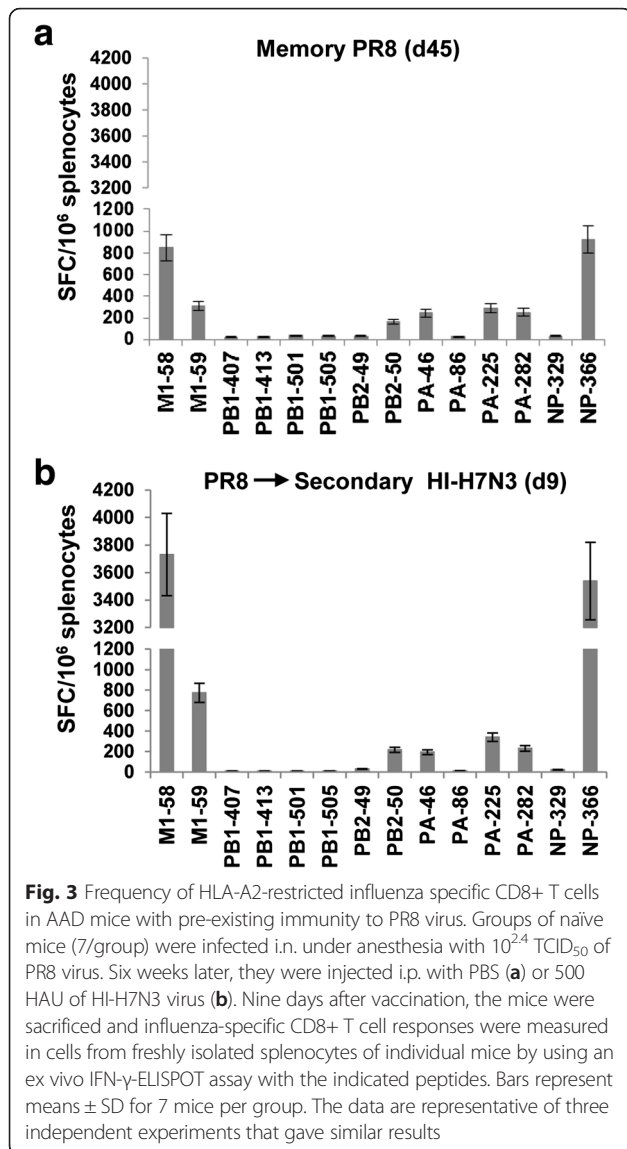 a
Memory PR8 (d45)
SFC/10⁶ splenocytes
4200
4000
3800
3600
3400
3200
1200
1000
800
600
400
200
0
M1-58
M1-59
PB1-407
PB1-413
PB1-501
PB1-505
PB2-49
PB2-50
PA-46
PA-86
PA-225
PA-282
NP-329
NP-366
b
PR8 → Secondary HI-H7N3 (d9)
SFC/10⁶ splenocytes
4200
4000
3800
3600
3400
3200
1200
1000
800
600
400
200
0
M1-58
M1-59
PB1-407
PB1-413
PB1-501
PB1-505
PB2-49
PB2-50
PA-46
PA-86
PA-225
PA-282
NP-329
NP-366
Fig. 3 Frequency of HLA-A2-restricted influenza specific CD8+ T cells
in AAD mice with pre-existing immunity to PR8 virus. Groups of naïve
mice (7/group) were infected i.n. under anesthesia with 10²·⁴ TCID₅₀ of
PR8 virus. Six weeks later, they were injected i.p. with PBS (a) or 500
HAU of HI-H7N3 virus (b). Nine days after vaccination, the mice were
sacrificed and influenza-specific CD8+ T cell responses were measured
in cells from freshly isolated splenocytes of individual mice by using an
ex vivo IFN-γ-ELISPOT assay with the indicated peptides. Bars represent
means ± SD for 7 mice per group. The data are representative of three
independent experiments that gave similar results